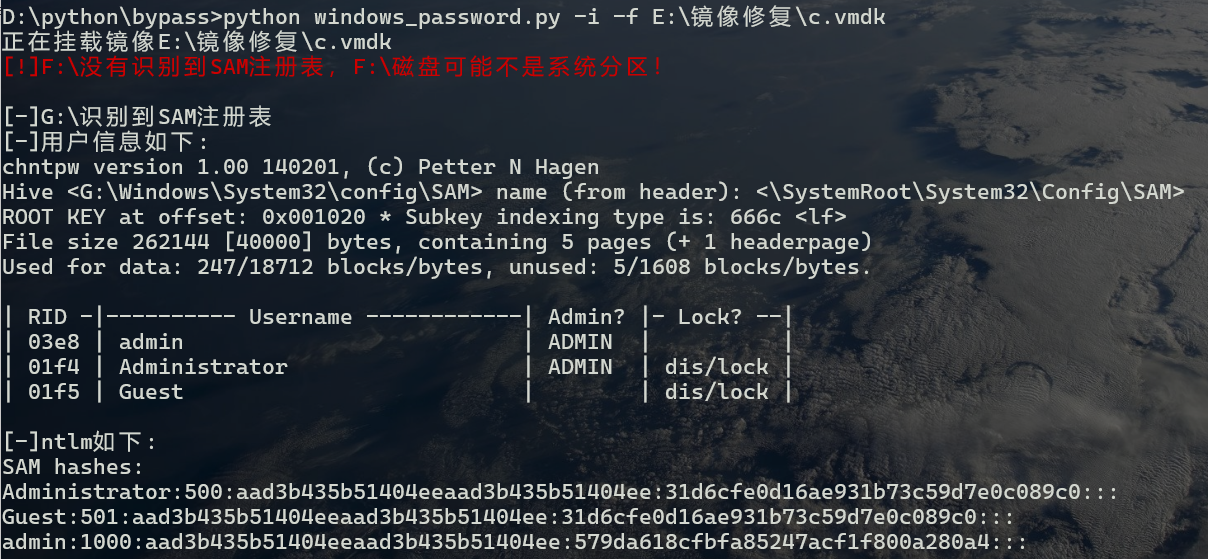 D:\python\bypass>python windows_password.py -i -f E:\镜像修复\c.vmdk
正在挂载镜像E:\镜像修复\c.vmdk
[!]F:\没有识别到SAM注册表，F:\磁盘可能不是系统分区!
[-]G:\识别到SAM注册表
[-]用户信息如下:
chntpw version 1.00 140201, (c) Petter N Hagen
Hive <G:\Windows\System32\config\SAM> name (from header): <\SystemRoot\System32\Config\SAM>
ROOT KEY at offset: 0x001020 * Subkey indexing type is: 666c <lf>
File size 262144 [40000] bytes, containing 5 pages (+ 1 headerpage)
Used for data: 247/18712 blocks/bytes, unused: 5/1608 blocks/bytes.
| RID -|---------- Username ------------| Admin? |- Lock? --|
| 03e8 | admin                          | ADMIN  |          |
| 01f4 | Administrator                  | ADMIN  | dis/lock |
| 01f5 | Guest                          |        | dis/lock |
[-]ntlm如下:
SAM hashes:
Administrator:500:aad3b435b51404eeaad3b435b51404ee:31d6cfe0d16ae931b73c59d7e0c089c0:::
Guest:501:aad3b435b51404eeaad3b435b51404ee:31d6cfe0d16ae931b73c59d7e0c089c0:::
admin:1000:aad3b435b51404eeaad3b435b51404ee:579da618cfbfa85247acf1f800a280a4:::